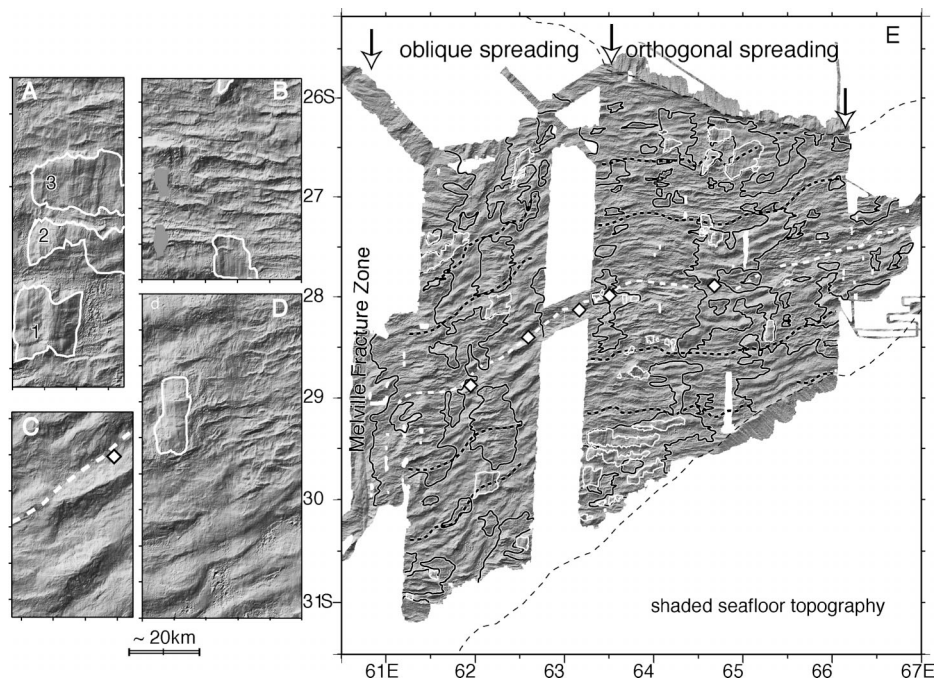 A
3
2
1
B
C
d
D
~ 20km
oblique spreading
orthogonal spreading
E
Melville Fracture Zone
26S
27
28
29
30
31S
shaded seafloor topography
61E
62
63
64
65
66
67E